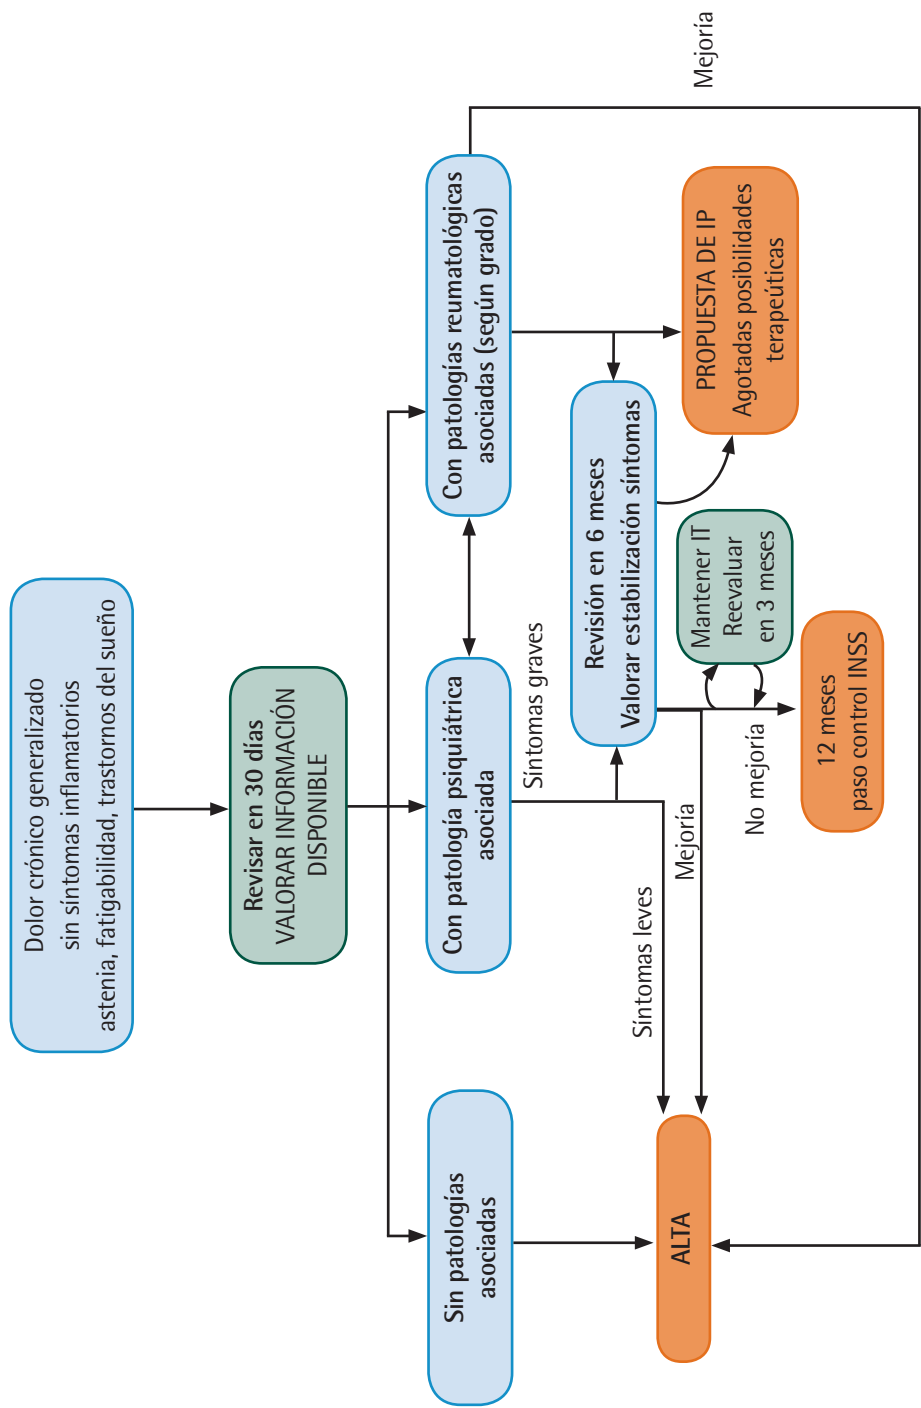 Dolor crónico generalizado
sin síntomas inflamatorios
astenia, fatigabilidad, trastornos del sueño
Revisar en 30 días
VALORAR INFORMACIÓN
DISPONIBLE
Sin patologías
asociadas
Con patología psiquiátrica
asociada
Con patologías reumatológicas
asociadas (según grado)
Síntomas leves
Síntomas graves
Mejoría
Revisión en 6 meses
Valorar estabilización síntomas
Mejoría
No mejoría
Mantener IT
Reevaluar
en 3 meses
ALTA
12 meses
paso control INSS
PROPUESTA DE IP
Agotadas posibilidades
terapeúticas